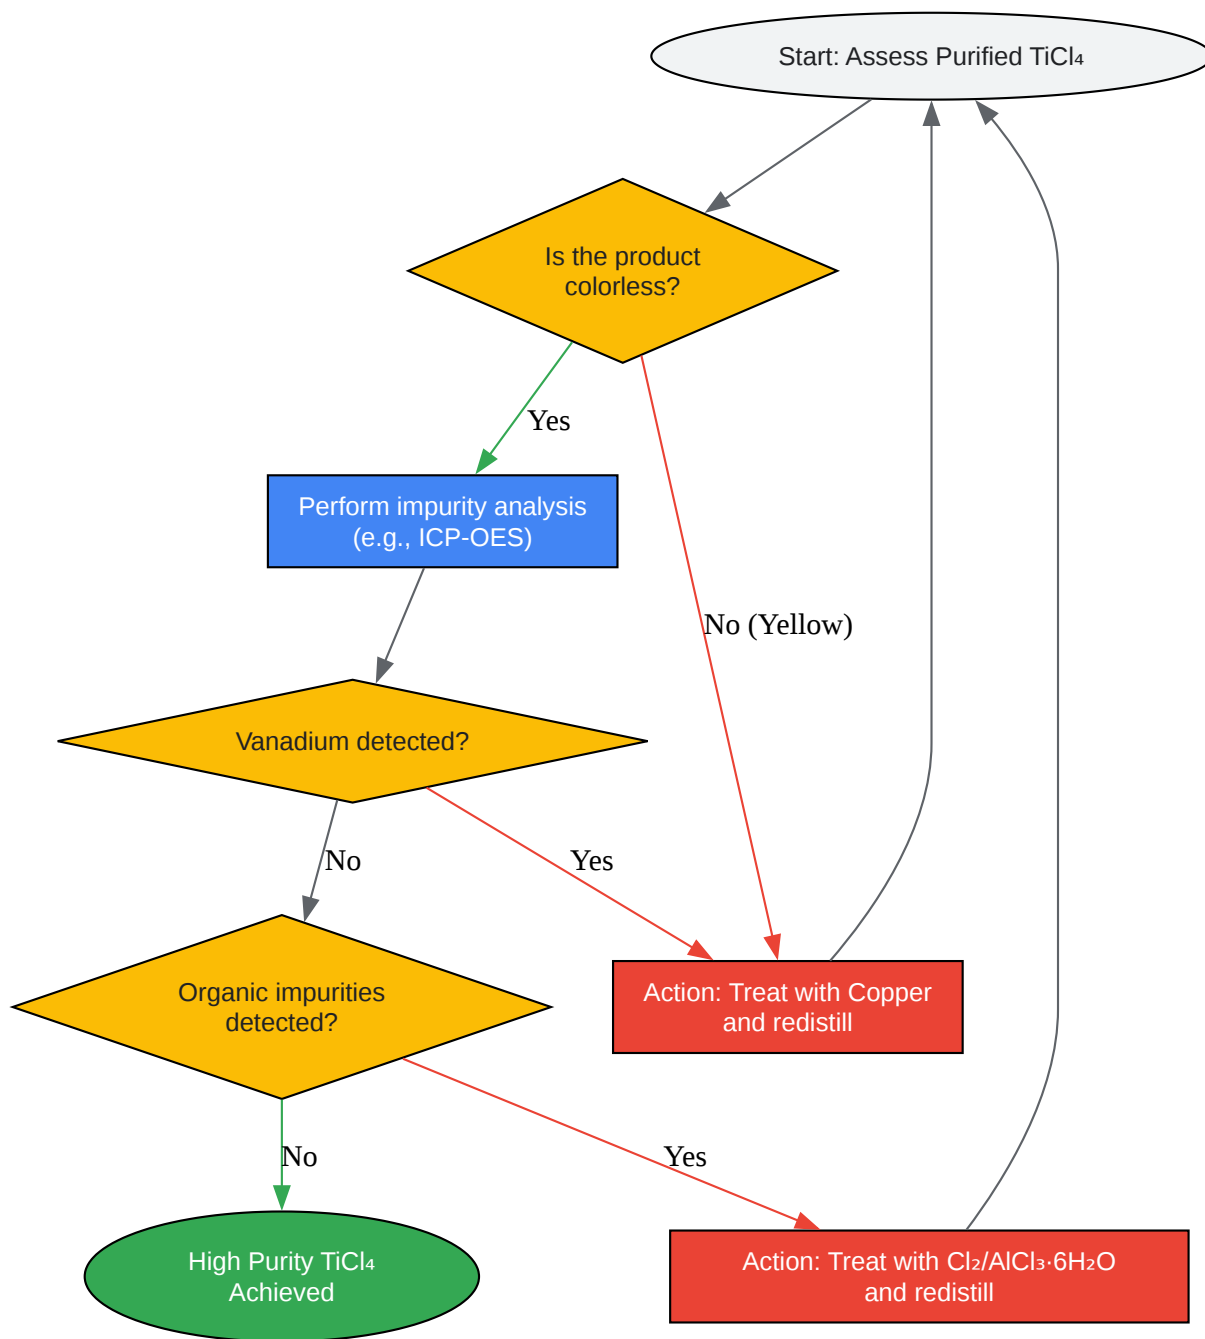 Start: Assess Purified TiCl₄
Is the product
colorless?
Yes
Perform impurity analysis
(e.g., ICP-OES)
No (Yellow)
Vanadium detected?
No
Yes
Organic impurities
detected?
Action: Treat with Copper
and redistill
No
Yes
High Purity TiCl₄
Achieved
Action: Treat with Cl₂/AlCl₃·6H₂O
and redistill